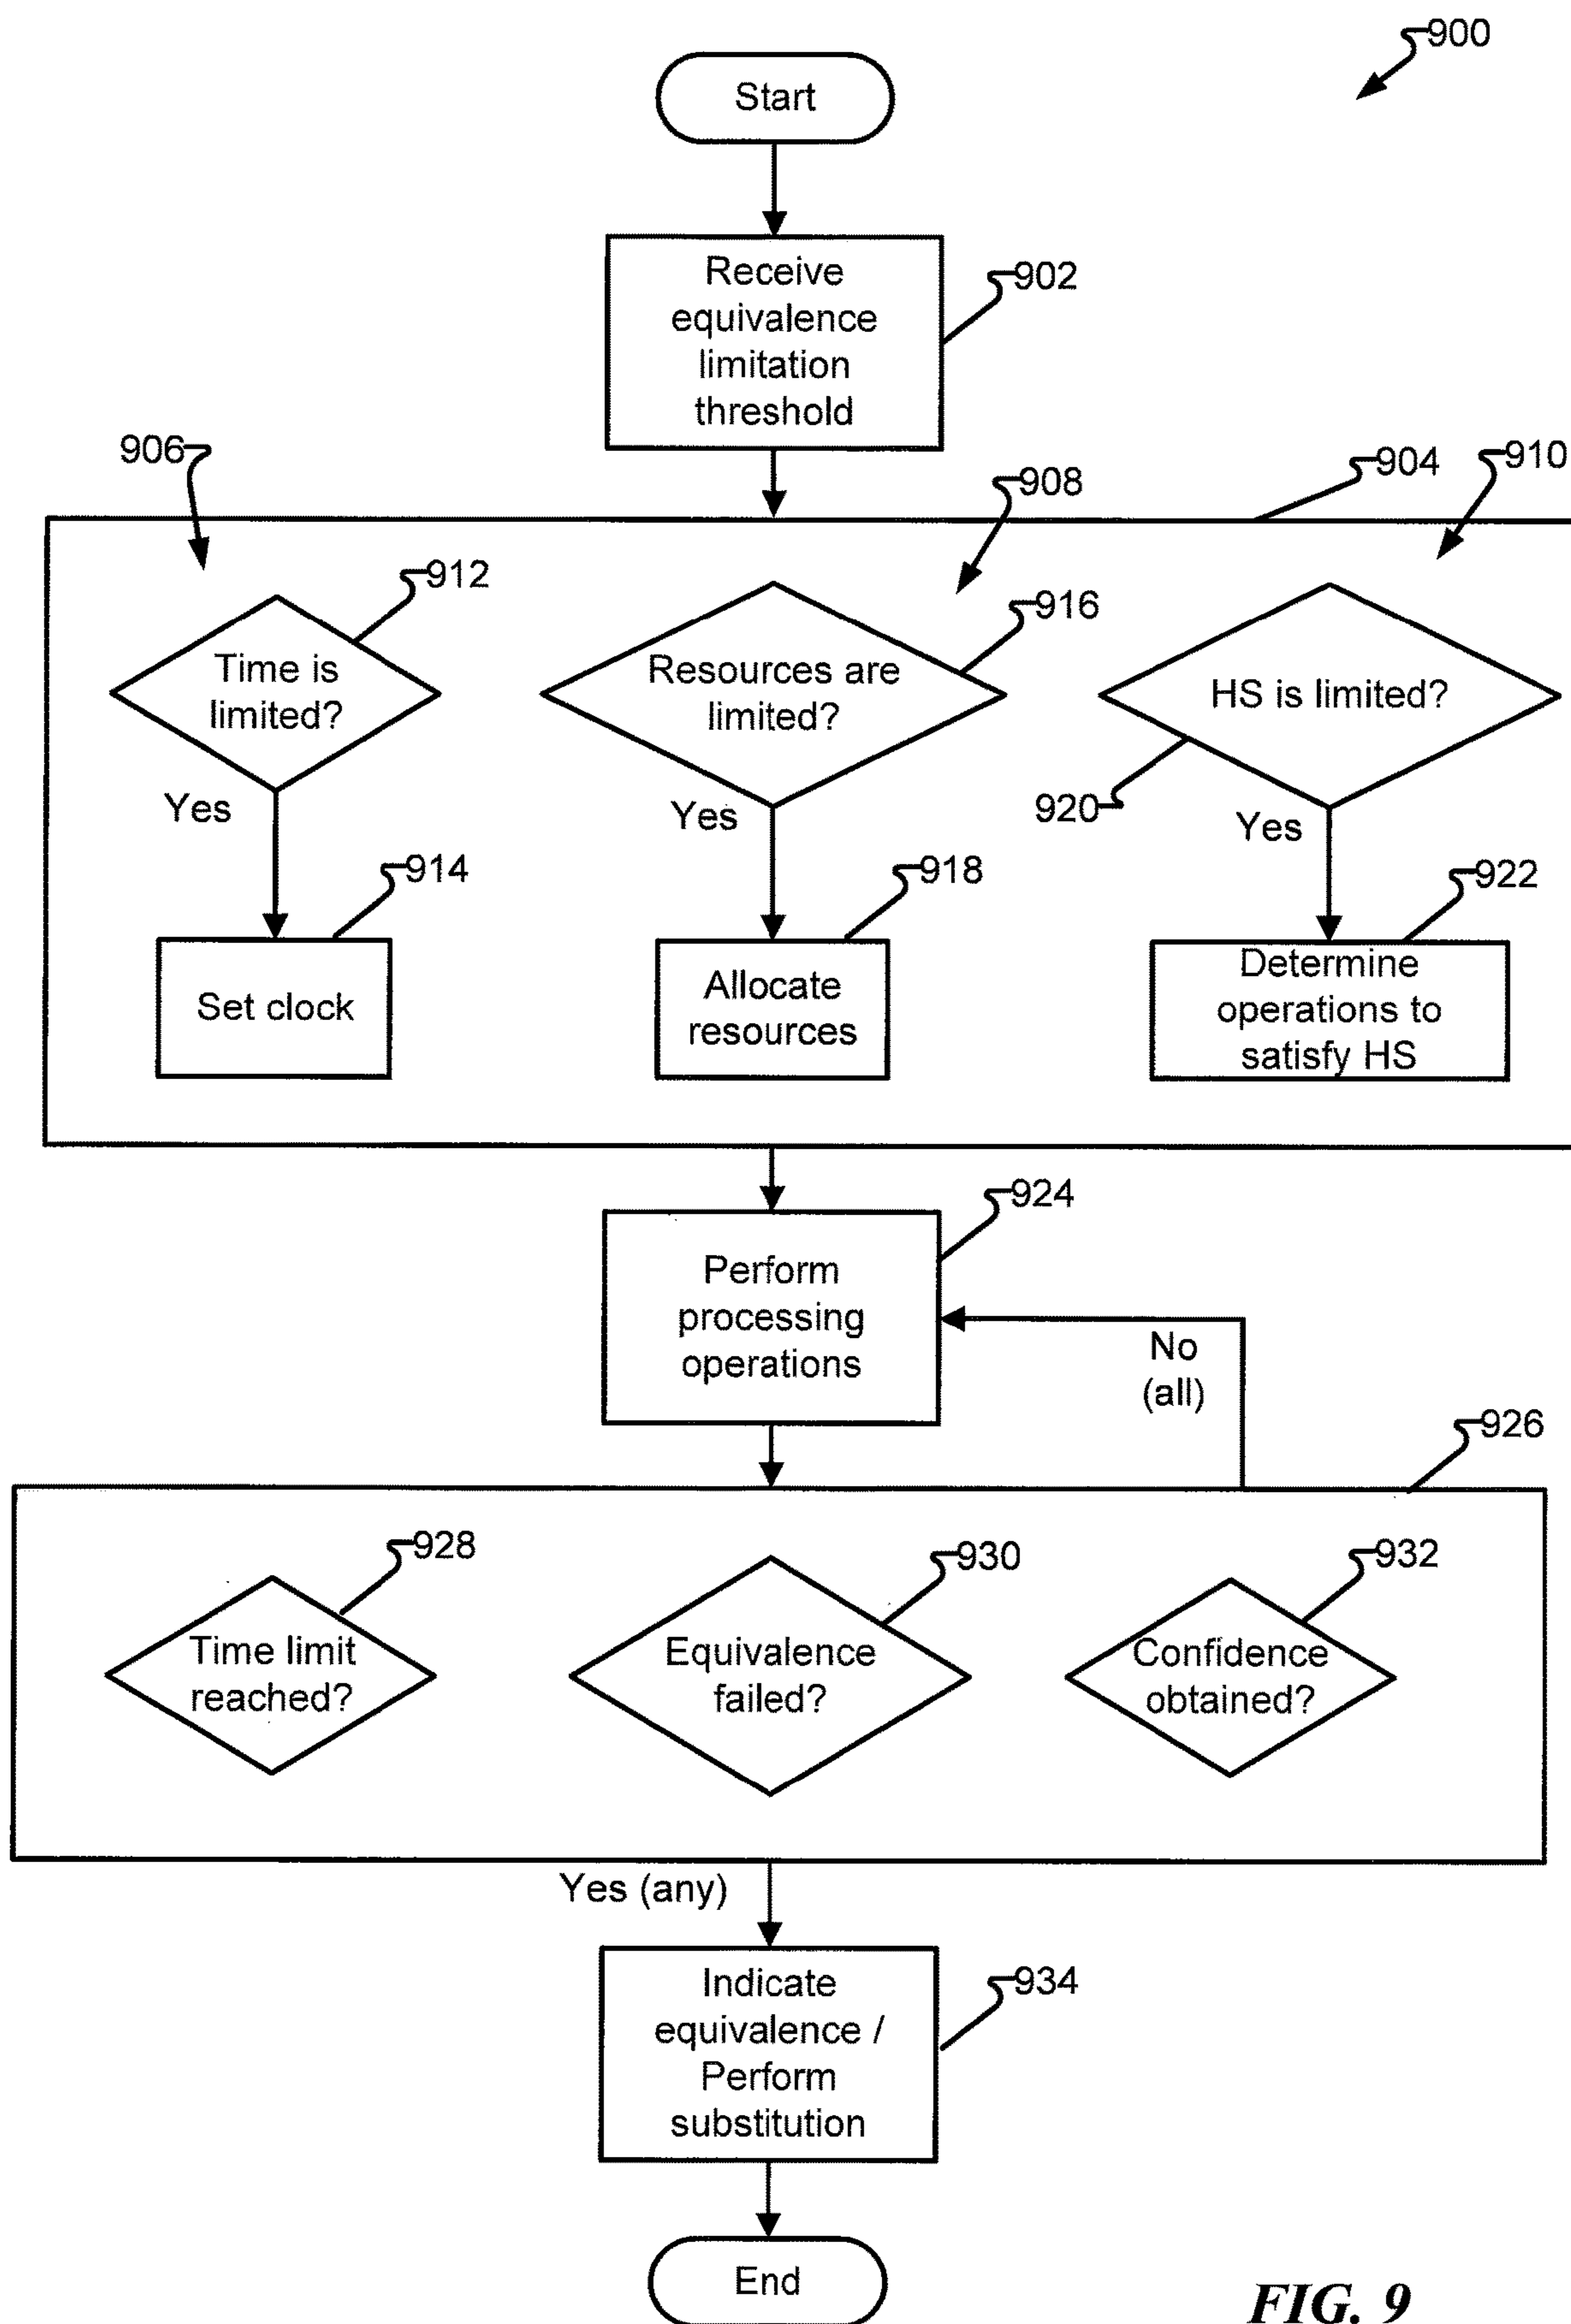 900
Start
Receive
equivalence
limitation
threshold
902
906
908
904
910
912
916
Time is
limited?
Resources are
limited?
HS is limited?
920
Yes
Yes
Yes
914
918
922
Set clock
Allocate
resources
Determine
operations to
satisfy HS
924
Perform
processing
operations
No
(all)
926
928
930
932
Time limit
reached?
Equivalence
failed?
Confidence
obtained?
Yes (any)
Indicate
equivalence /
Perform
substitution
934
End
FIG. 9